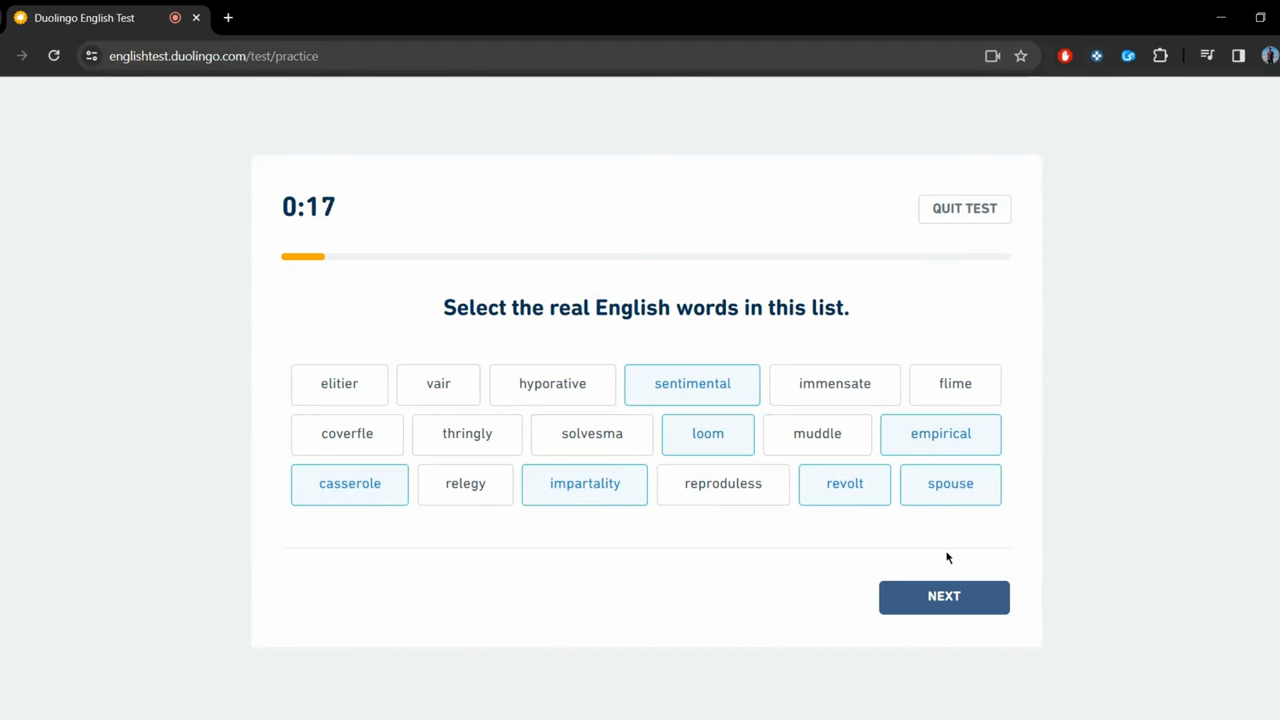 Duolingo English Test
englishtest.duolingo.com/test/practice
0:17
QUIT TEST
Select the real English words in this list.
elitier vair hyporative sentimental immensate flime
coverfle thringly solvesma loom muddle empirical
casserole relegy impartality reproduless revolt spouse
NEXT